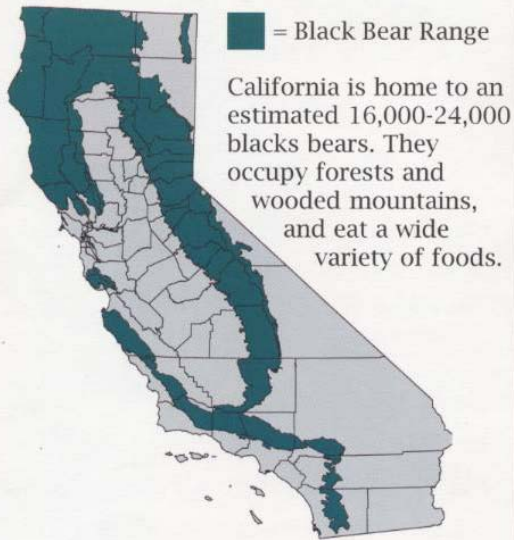 = Black Bear Range
California is home to an
estimated 16,000-24,000
blacks bears. They
occupy forests and
wooded mountains,
and eat a wide
variety of foods.